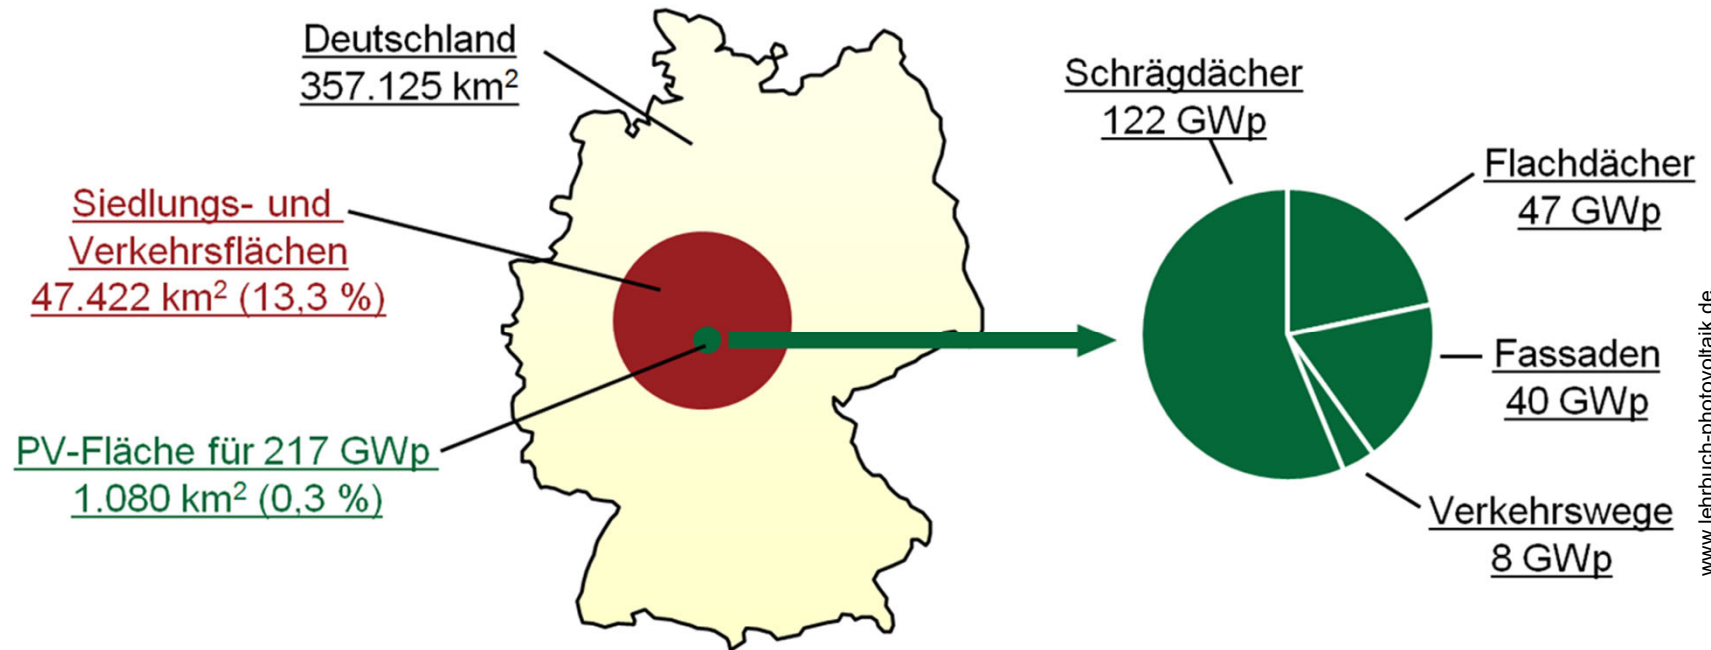 Deutschland
357.125 km²
Siedlungs- und
Verkehrsflächen
47.422 km² (13,3 %)
PV-Fläche für 217 GWp
1.080 km² (0,3 %)
Schrägdächer
122 GWp
Flachdächer
47 GWp
Fassaden
40 GWp
Verkehrswege
8 GWp
www.lehrbuch-photovoltaik.de